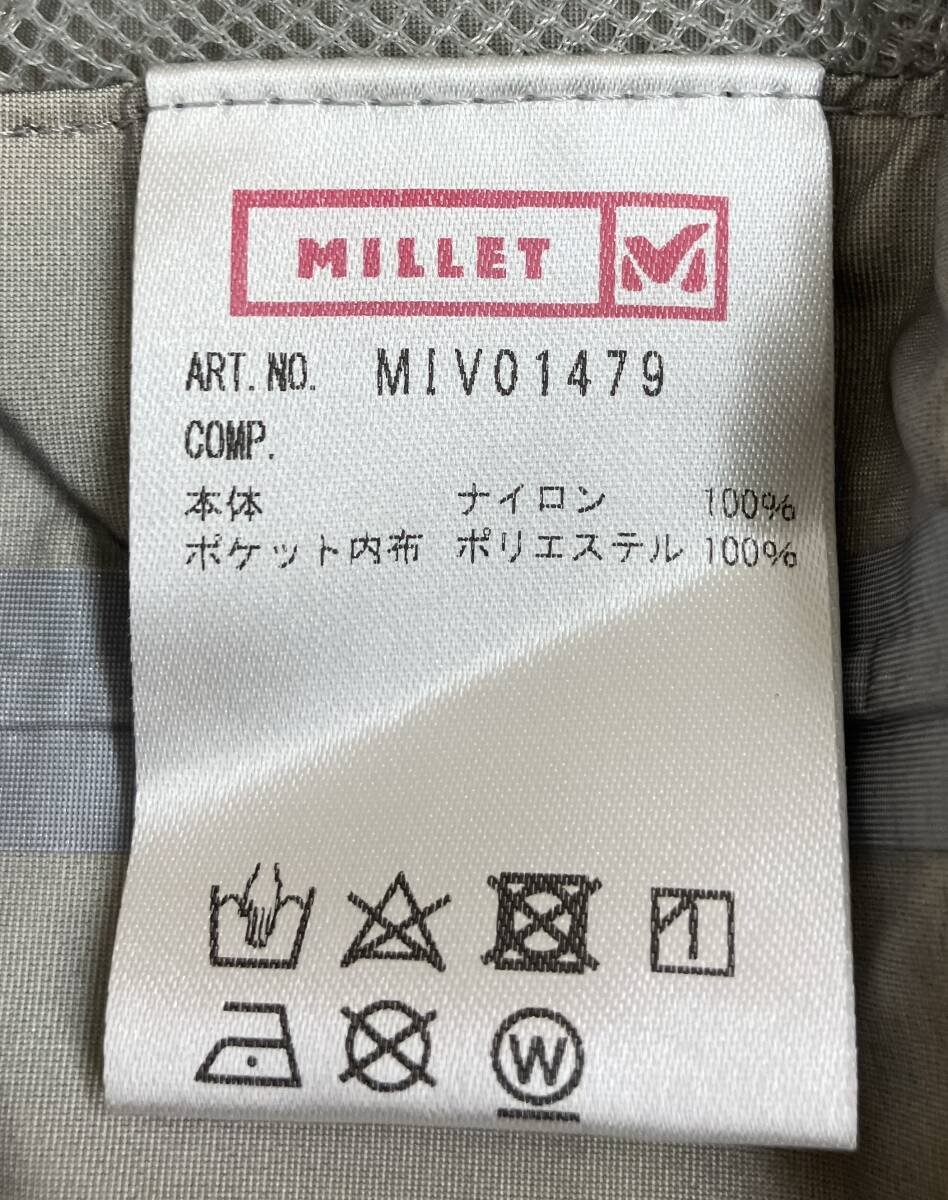 MILLET
ART.NO. MIV01479
COMP.
本体 ナイロン 100%
ポケット内布 ポリエステル 100%
W